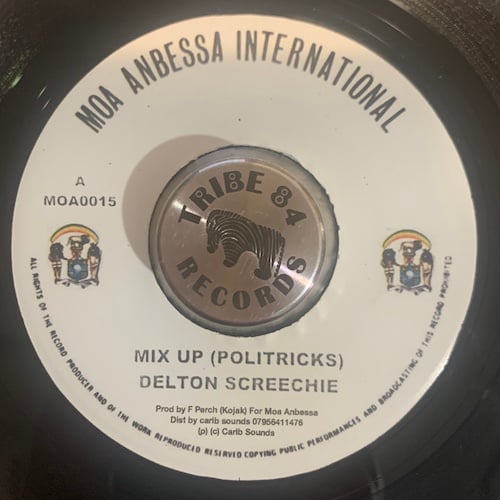 MOA ANBESSA INTERNATIONAL
A
MOA0015
TRIBE 84
RECORDS
MIX UP (POLITRICKS)
DELTON SCREECHIE
Prod by F Perch (Kojak) For Moa Anbessa
Dist by carib sounds 07956411476
(p) (c) Carib Sounds
ALL RIGHTS OF THE RECORD PRODUCER AND OF THE WORK REPRODUCED RESERVED COPYING PUBLIC PERFORMANCES AND BROADCASTING OF THIS RECORD PROHIBITED